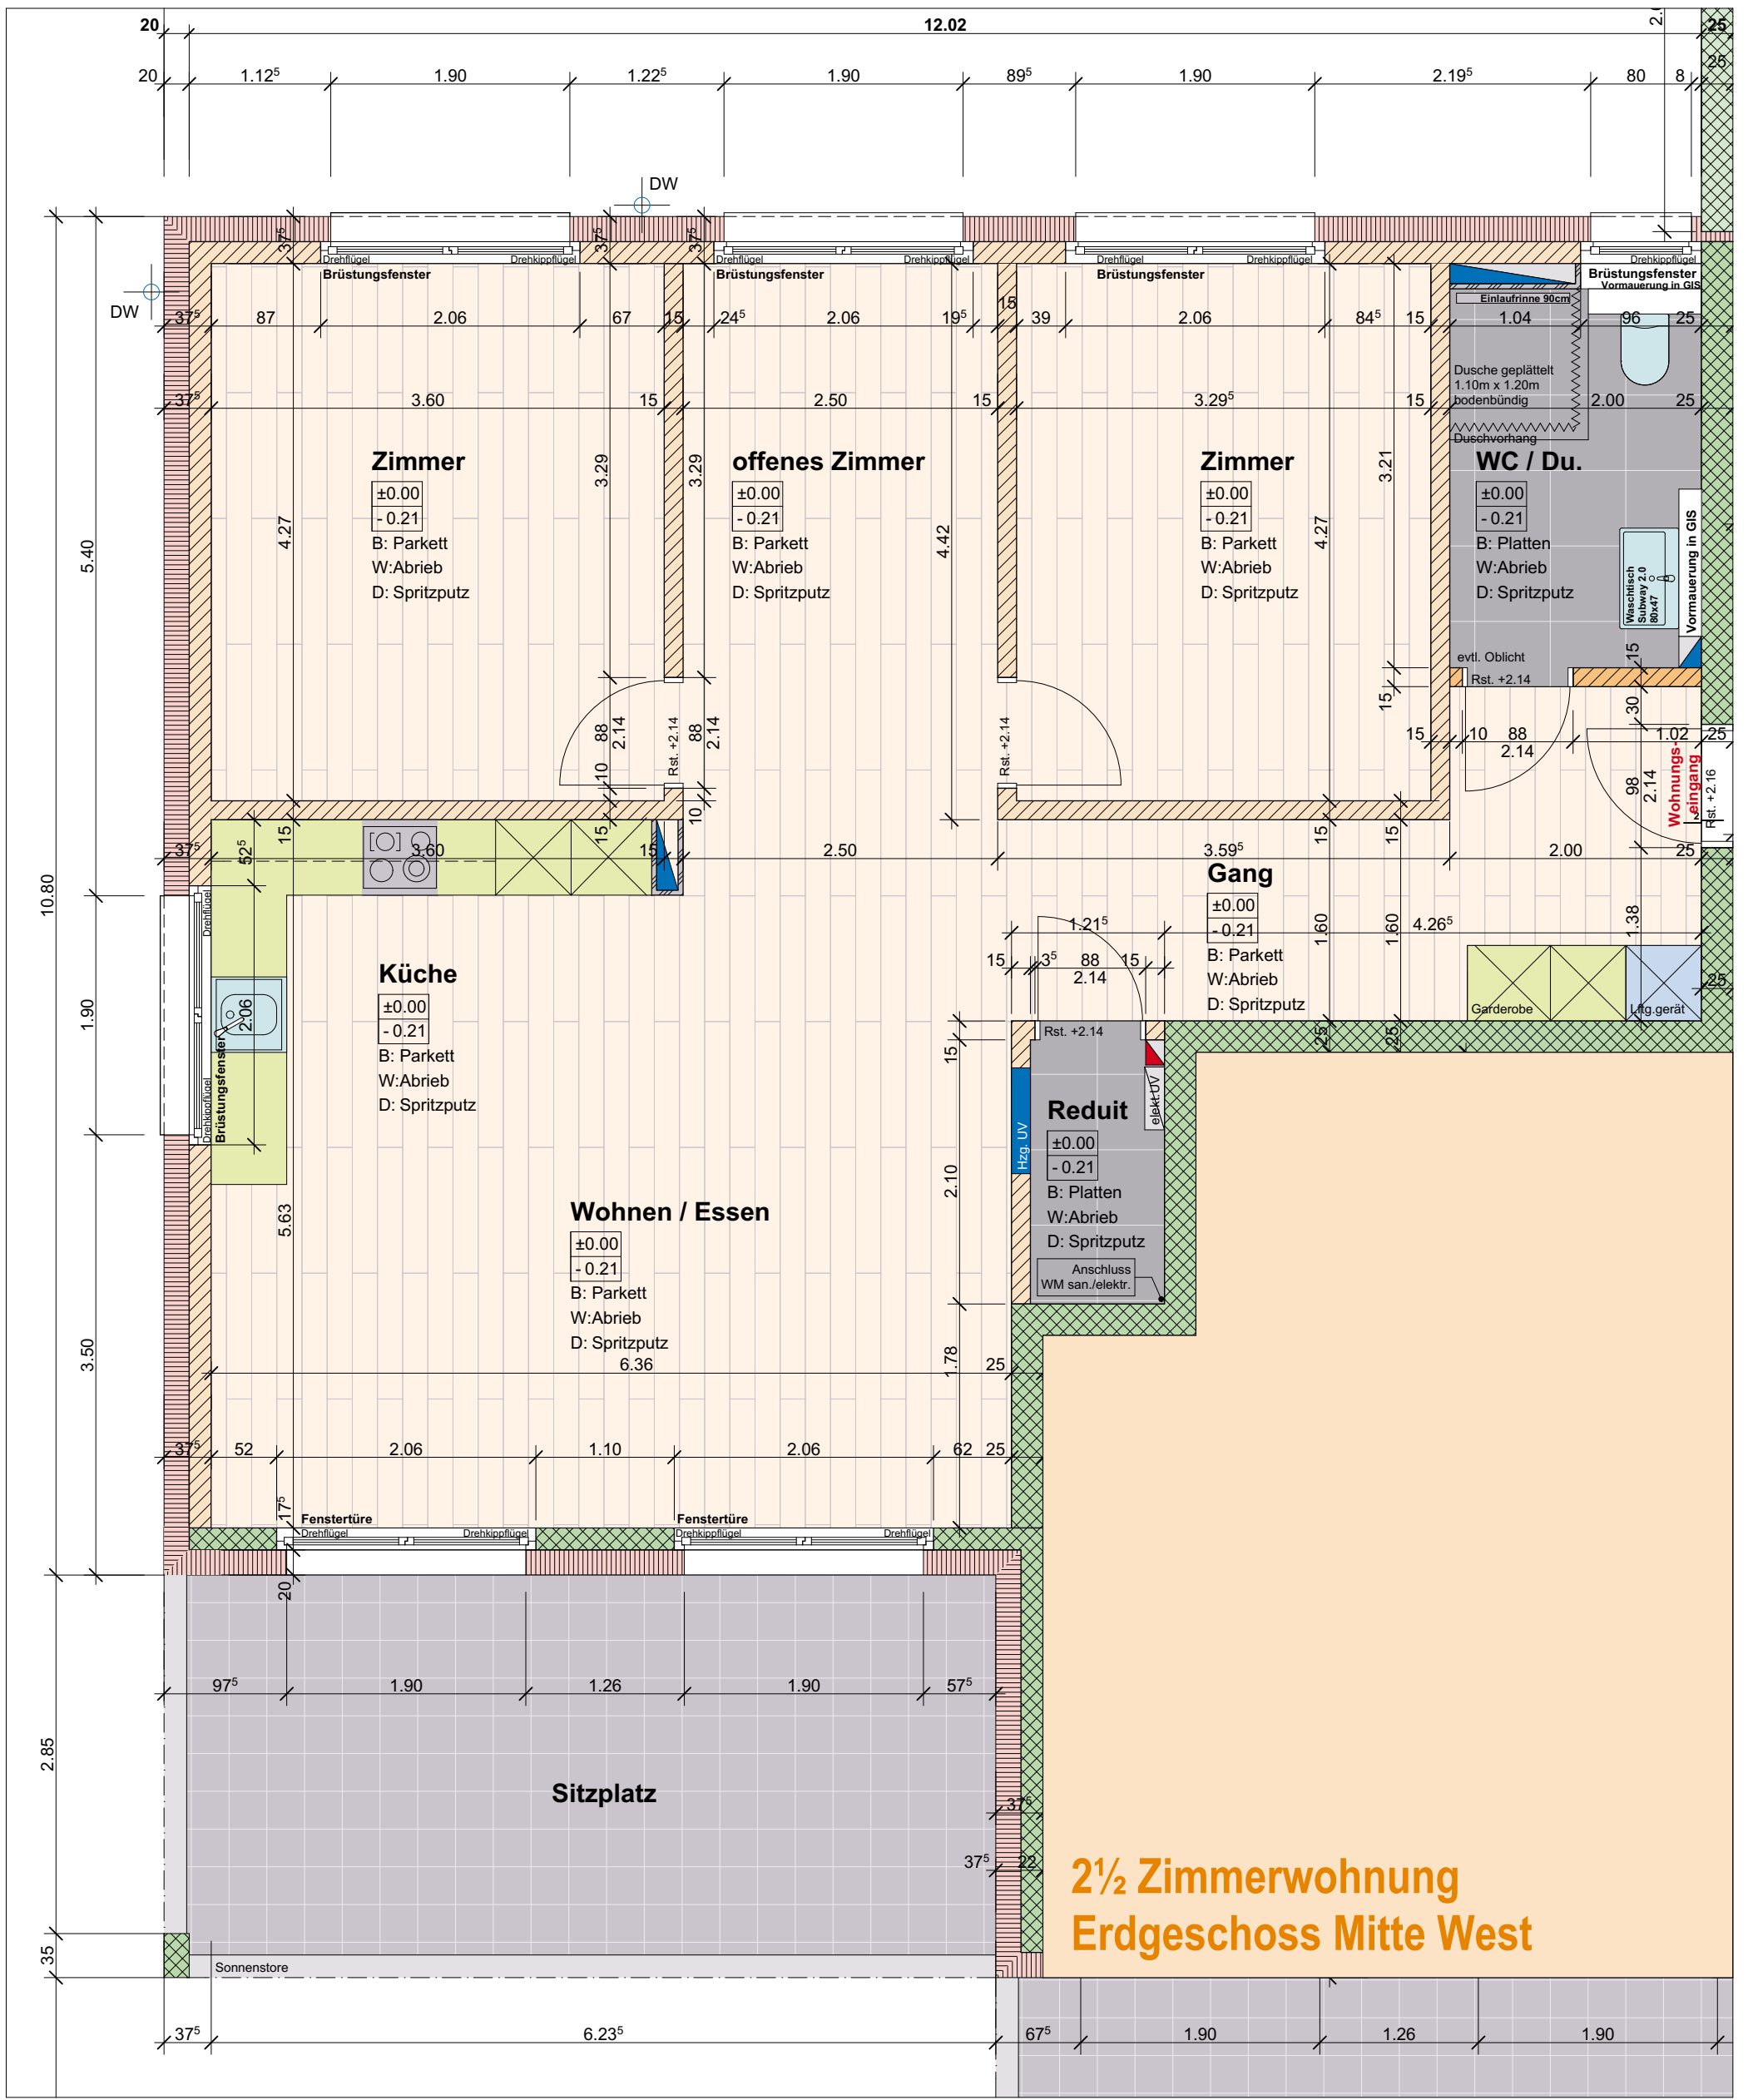 20 12.02 25
20 1.12⁵ 1.90 1.22⁵ 1.90 89⁵ 1.90 2.19⁵ 80 8 25
DW
DW
37⁵ 37⁵ 37⁵
Drehflügel Drehkippflügel
Brüstungsfenster
Drehflügel Drehkippflügel
Brüstungsfenster
Drehkippflügel Drehflügel
Brüstungsfenster
Drehkippflügel
Brüstungsfenster
Vormauerung in GIS
Einlaufrinne 90cm
37⁵ 87 2.06 67 15 24⁵ 2.06 19⁵ 15 39 2.06 84⁵ 15 1.04 96 25
Dusche geplättelt
1.10m x 1.20m
bodenbündig
Duschvorhang
37⁵ 3.60 15 2.50 15 3.29⁵ 15 2.00 25
Zimmer
±0.00
- 0.21
B: Parkett
W:Abrieb
D: Spritzputz
offenes Zimmer
±0.00
- 0.21
B: Parkett
W:Abrieb
D: Spritzputz
Zimmer
±0.00
- 0.21
B: Parkett
W:Abrieb
D: Spritzputz
WC / Du.
±0.00
- 0.21
B: Platten
W:Abrieb
D: Spritzputz
Waschtisch
Subway 2.0
80x47
Vormauerung in GIS
4.27
3.29
3.29
4.42
4.27
3.21
5.40
10.80
1.90
3.50
2.85
35
evtl. Oblicht
Rst. +2.14
15
30
15
88
2.14
10
Rst. +2.14
88
2.14
10
Rst. +2.14
15 10 88 1.02 25
2.14
98
2.14
Wohnungs-
eingang
Rst. +2.16
15
15
15
15
52⁵
37⁵ 3.60 15 2.50 3.59⁵ 2.00 25
Gang
±0.00
- 0.21
B: Parkett
W:Abrieb
D: Spritzputz
1.60
1.60
1.38
1.21⁵ 4.26⁵
15 3⁵ 88 15
2.14
25
Garderobe
Lftg.gerät
25
25
Drehflügel
Drehkippflügel
Brüstungsfenster
2.06
Küche
±0.00
- 0.21
B: Parkett
W:Abrieb
D: Spritzputz
Rst. +2.14
15
2.10
Hzg. UV
elekt.UV
Reduit
±0.00
- 0.21
B: Platten
W:Abrieb
D: Spritzputz
Anschluss
WM san./elektr.
5.63
Wohnen / Essen
±0.00
- 0.21
B: Parkett
W:Abrieb
D: Spritzputz
1.78
6.36 25
37⁵ 52 2.06 1.10 2.06 62 25
17⁵
Fenstertüre
Drehflügel Drehkippflügel
Fenstertüre
Drehkippflügel Drehflügel
20
97⁵ 1.90 1.26 1.90 57⁵
Sitzplatz
37⁵
37⁵ 22
2½ Zimmerwohnung
Erdgeschoss Mitte West
Sonnenstore
37⁵ 6.23⁵ 67⁵ 1.90 1.26 1.90